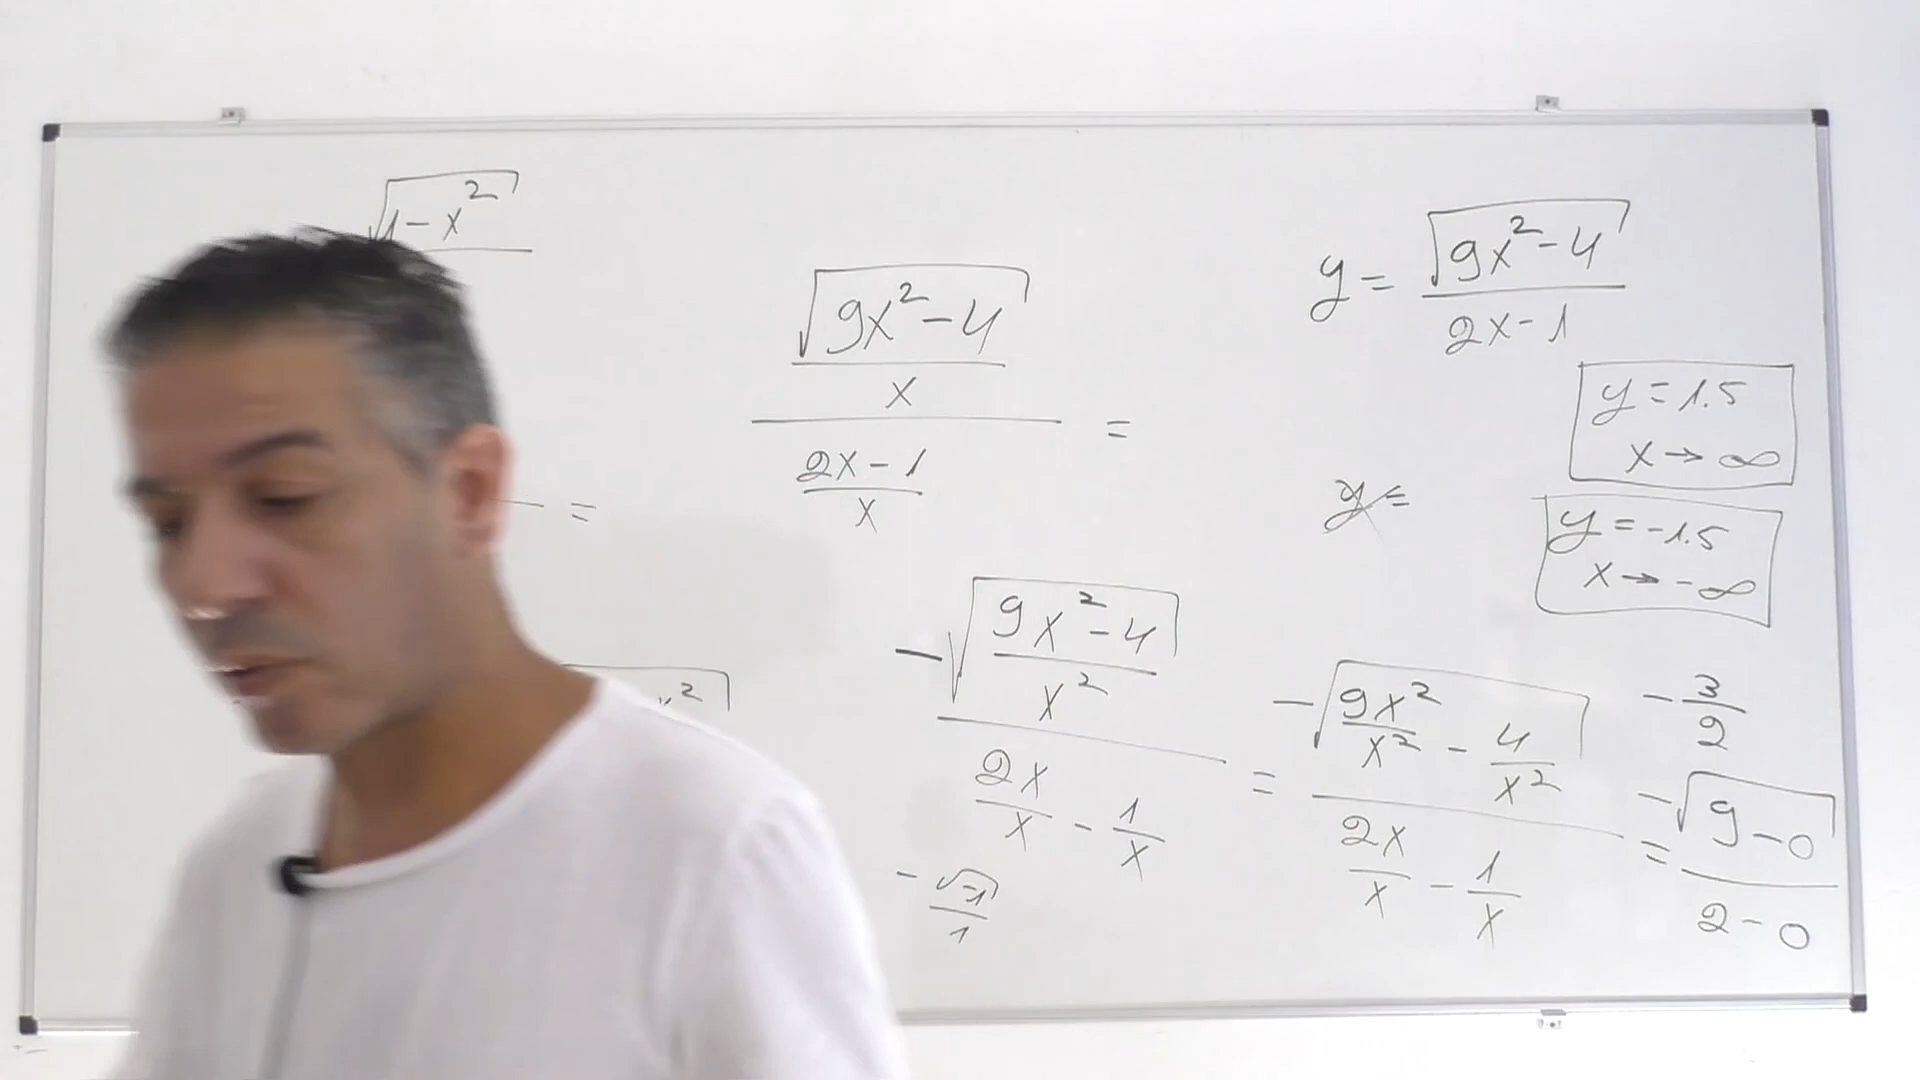 √(1-x²)
=
x²
√(9x²-4)
x
2x-1
x
=
y = √(9x²-4)
2x-1
y=1.5
x→∞
y=
y=-1.5
x→-∞
-√((9x²-4)/x²)
2x/x - 1/x
= -√(9x²/x² - 4/x²)
2x/x - 1/x
= -√(9-0)
2-0
-3/2
-√(-1)/1